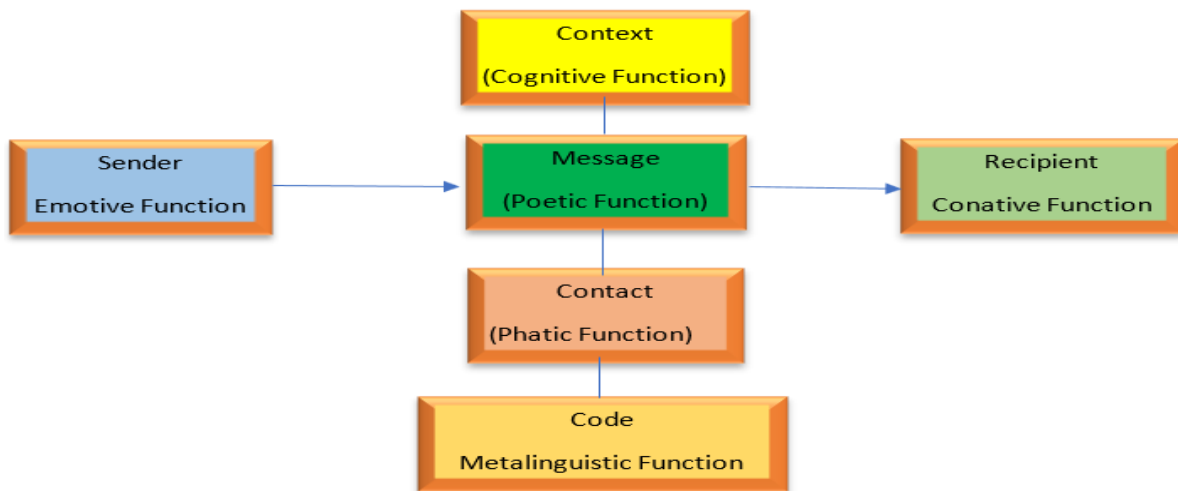 Context
(Cognitive Function)
Sender
Emotive Function
Message
(Poetic Function)
Recipient
Conative Function
Contact
(Phatic Function)
Code
Metalinguistic Function